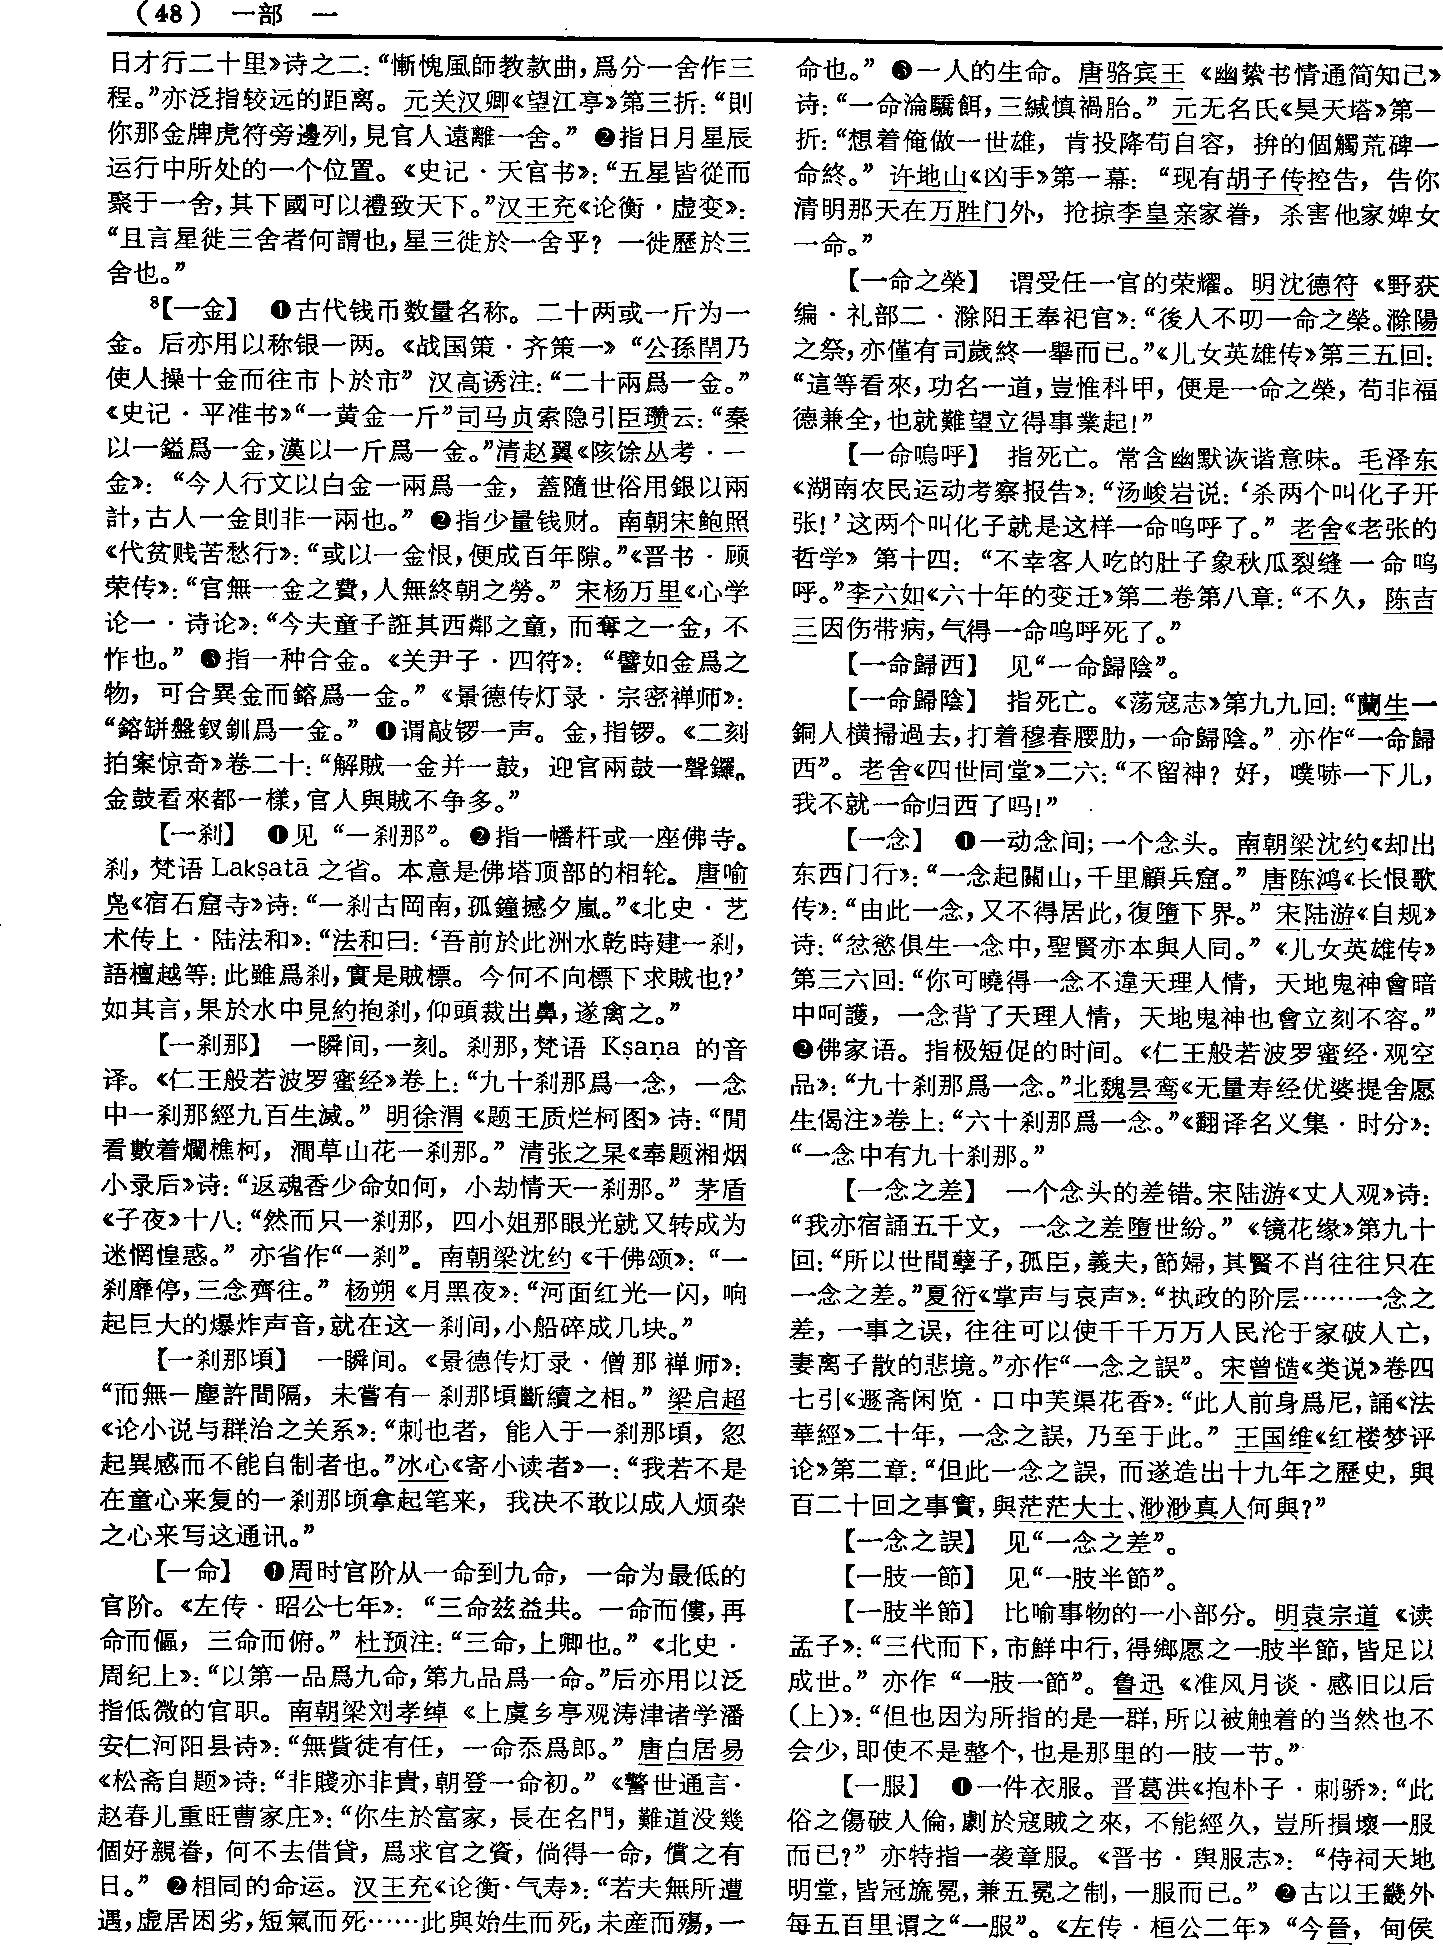 （48） 一部 一
日才行二十里》诗之二：“慚愧風師教款曲，爲分一舍作三
程。”亦泛指较远的距离。元关汉卿《望江亭》第三折：“則
你那金牌虎符旁邊列，見官人遠離一舍。” ❷指日月星辰
运行中所处的一个位置。《史记·天官书》：“五星皆從而
聚于一舍，其下國可以禮致天下。”汉王充《论衡·虚变》：
“且言星徙三舍者何謂也，星三徙於一舍乎？一徙歷於三
舍也。”
⁸【一金】 ❶古代钱币数量名称。二十两或一斤为一
金。后亦用以称银一两。《战国策·齐策一》“公孫閈乃
使人操十金而往市卜於市” 汉高诱注：“二十兩爲一金。”
《史记·平准书》“一黄金一斤”司马贞索隐引臣瓒云：“秦
以一鎰爲一金，漢以一斤爲一金。”清赵翼《陔馀丛考·一
金》：“今人行文以白金一兩爲一金，蓋隨世俗用銀以兩
計，古人一金則非一兩也。” ❷指少量钱财。南朝宋鲍照
《代贫贱苦愁行》：“或以一金恨，便成百年隙。”《晋书·顾
荣传》：“官無一金之費，人無終朝之勞。” 宋杨万里《心学
论一·诗论》：“今夫童子誑其西鄰之童，而奪之一金，不
怍也。” ❸指一种合金。《关尹子·四符》：“譬如金爲之
物，可合異金而鎔爲一金。”《景德传灯录·宗密禅师》：
“鎔缾盤釵釧爲一金。” ❹谓敲锣一声。金，指锣。《二刻
拍案惊奇》卷二十：“解賊一金并一鼓，迎官兩鼓一聲鑼。
金鼓看來都一樣，官人與賊不争多。”
【一刹】 ❶见“一刹那”。❷指一幡杆或一座佛寺。
刹，梵语 Lakṣatā 之省。本意是佛塔顶部的相轮。唐喻
凫《宿石窟寺》诗：“一刹古岡南，孤鐘撼夕嵐。”《北史·艺
术传上·陆法和》：“法和曰：‘吾前於此洲水乾時建一刹，
語檀越等：此雖爲刹，實是賊標。今何不向標下求賊也？’
如其言，果於水中見約抱刹，仰頭裁出鼻，遂禽之。”
【一刹那】 一瞬间，一刻。刹那，梵语 Kṣaṇa 的音
译。《仁王般若波罗蜜经》卷上：“九十刹那爲一念，一念
中一刹那經九百生滅。” 明徐渭《题王质烂柯图》诗：“閒
看數着爛樵柯，澗草山花一刹那。” 清张之杲《奉题湘烟
小录后》诗：“返魂香少命如何，小劫情天一刹那。” 茅盾
《子夜》十八：“然而只一刹那，四小姐那眼光就又转成为
迷惘惶惑。” 亦省作“一刹”。南朝梁沈约《千佛颂》：“一
刹靡停，三念齊往。” 杨朔《月黑夜》：“河面红光一闪，响
起巨大的爆炸声音，就在这一刹间，小船碎成几块。”
【一刹那頃】 一瞬间。《景德传灯录·僧那禅师》：
“而無一塵許間隔，未嘗有一刹那頃斷續之相。” 梁启超
《论小说与群治之关系》：“刺也者，能入于一刹那頃，忽
起異感而不能自制者也。”冰心《寄小读者》一：“我若不是
在童心来复的一刹那顷拿起笔来，我决不敢以成人烦杂
之心来写这通讯。”
【一命】 ❶周时官阶从一命到九命，一命为最低的
官阶。《左传·昭公七年》：“三命兹益共。一命而僂，再
命而傴，三命而俯。” 杜预注：“三命，上卿也。”《北史·
周纪上》：“以第一品爲九命，第九品爲一命。”后亦用以泛
指低微的官职。南朝梁刘孝绰《上虞乡亭观涛津诸学潘
安仁河阳县诗》：“無貲徒有任，一命忝爲郎。” 唐白居易
《松斋自题》诗：“非賤亦非貴，朝登一命初。”《警世通言·
赵春儿重旺曹家庄》：“你生於富家，長在名門，難道没幾
個好親眷，何不去借貸，爲求官之資，倘得一命，償之有
日。” ❷相同的命运。汉王充《论衡·气寿》：“若夫無所遭
遇，虚居困劣，短氣而死……此與始生而死，未産而殤，一
命也。” ❸一人的生命。唐骆宾王《幽絷书情通简知己》
诗：“一命淪驕餌，三緘慎禍胎。” 元无名氏《昊天塔》第一
折：“想着俺做一世雄，肯投降苟自容，拚的個觸荒碑一
命終。” 许地山《凶手》第一幕：“现有胡子传控告，告你
清明那天在万胜门外，抢掠李皇亲家眷，杀害他家婢女
一命。”
【一命之榮】 谓受任一官的荣耀。明沈德符《野获
编·礼部二·滁阳王奉祀官》：“後人不叨一命之榮。滁陽
之祭，亦僅有司歲終一舉而已。”《儿女英雄传》第三五回：
“這等看來，功名一道，豈惟科甲，便是一命之榮，苟非福
德兼全，也就難望立得事業起！”
【一命嗚呼】 指死亡。常含幽默诙谐意味。毛泽东
《湖南农民运动考察报告》：“汤峻岩说：‘杀两个叫化子开
张！’这两个叫化子就是这样一命呜呼了。” 老舍《老张的
哲学》第十四：“不幸客人吃的肚子象秋瓜裂缝一命呜
呼。”李六如《六十年的变迁》第二卷第八章：“不久，陈吉
三因伤带病，气得一命呜呼死了。”
【一命歸西】 见“一命歸陰”。
【一命歸陰】 指死亡。《荡寇志》第九九回：“蘭生一
銅人横掃過去，打着穆春腰肋，一命歸陰。” 亦作“一命歸
西”。老舍《四世同堂》二六：“不留神？好，噗哧一下儿，
我不就一命归西了吗！”
【一念】 ❶一动念间；一个念头。南朝梁沈约《却出
东西门行》：“一念起關山，千里顧兵窟。” 唐陈鸿《长恨歌
传》：“由此一念，又不得居此，復墮下界。” 宋陆游《自规》
诗：“忿慾俱生一念中，聖賢亦本與人同。”《儿女英雄传》
第三六回：“你可曉得一念不違天理人情，天地鬼神會暗
中呵護，一念背了天理人情，天地鬼神也會立刻不容。”
❷佛家语。指极短促的时间。《仁王般若波罗蜜经·观空
品》：“九十刹那爲一念。”北魏昙鸾《无量寿经优婆提舍愿
生偈注》卷上：“六十刹那爲一念。”《翻译名义集·时分》：
“一念中有九十刹那。”
【一念之差】 一个念头的差错。宋陆游《丈人观》诗：
“我亦宿誦五千文，一念之差墮世紛。”《镜花缘》第九十
回：“所以世間孽子，孤臣，義夫，節婦，其賢不肖往往只在
一念之差。”夏衍《掌声与哀声》：“执政的阶层……一念之
差，一事之误，往往可以使千千万万人民沦于家破人亡，
妻离子散的悲境。”亦作“一念之誤”。宋曾慥《类说》卷四
七引《遯斋闲览·口中芙渠花香》：“此人前身爲尼，誦《法
華經》二十年，一念之誤，乃至于此。” 王国维《红楼梦评
论》第二章：“但此一念之誤，而遂造出十九年之歷史，與
百二十回之事實，與茫茫大士、渺渺真人何與？”
【一念之誤】 见“一念之差”。
【一肢一節】 见“一肢半節”。
【一肢半節】 比喻事物的一小部分。明袁宗道《读
孟子》：“三代而下，市鮮中行，得鄉愿之一肢半節，皆足以
成世。” 亦作“一肢一節”。鲁迅《准风月谈·感旧以后
（上）》：“但也因为所指的是一群，所以被触着的当然也不
会少，即使不是整个，也是那里的一肢一节。”
【一服】 ❶一件衣服。晋葛洪《抱朴子·刺骄》：“此
俗之傷破人倫，劇於寇賊之來，不能經久，豈所損壞一服
而已？” 亦特指一袭章服。《晋书·舆服志》：“侍祠天地
明堂，皆冠旒冕，兼五冕之制，一服而已。” ❷古以王畿外
每五百里谓之“一服”。《左传·桓公二年》“今晉，甸侯